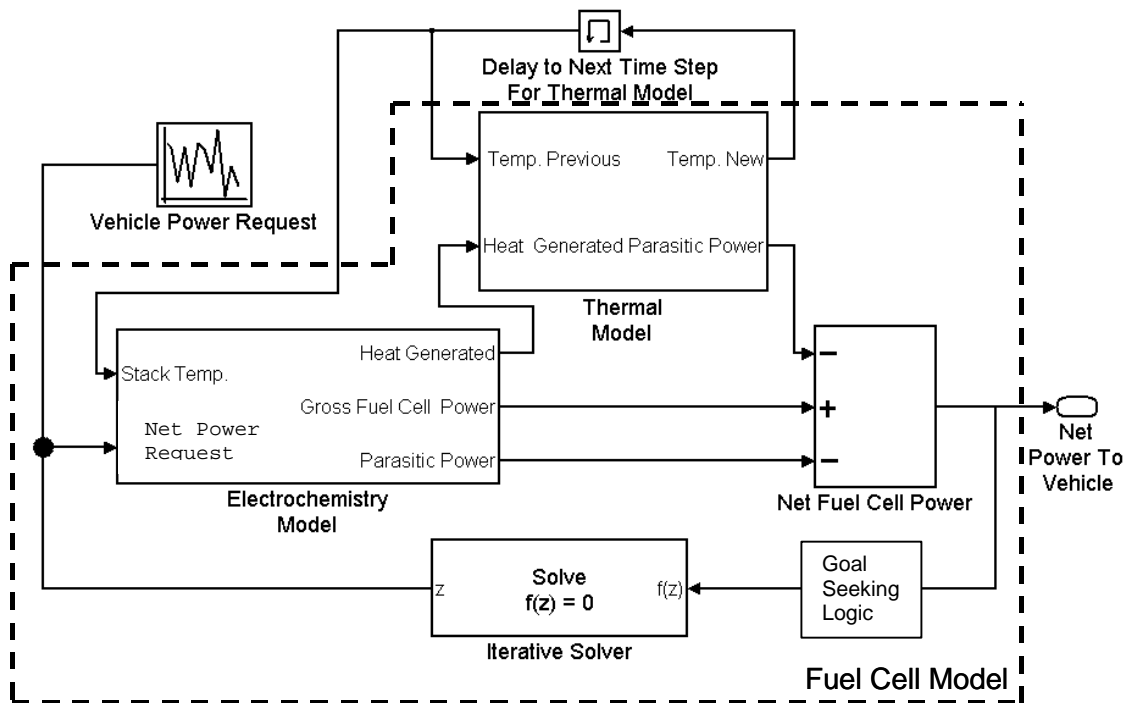 Delay to Next Time Step
For Thermal Model
Vehicle Power Request
Temp. Previous
Temp. New
Heat Generated
Parasitic Power
Thermal
Model
Stack Temp.
Net Power
Request
Heat Generated
Gross Fuel Cell Power
Parasitic Power
Electrochemistry
Model
−
+
−
Net Fuel Cell Power
Net
Power To
Vehicle
z
Solve
f(z) = 0
f(z)
Iterative Solver
Goal
Seeking
Logic
Fuel Cell Model